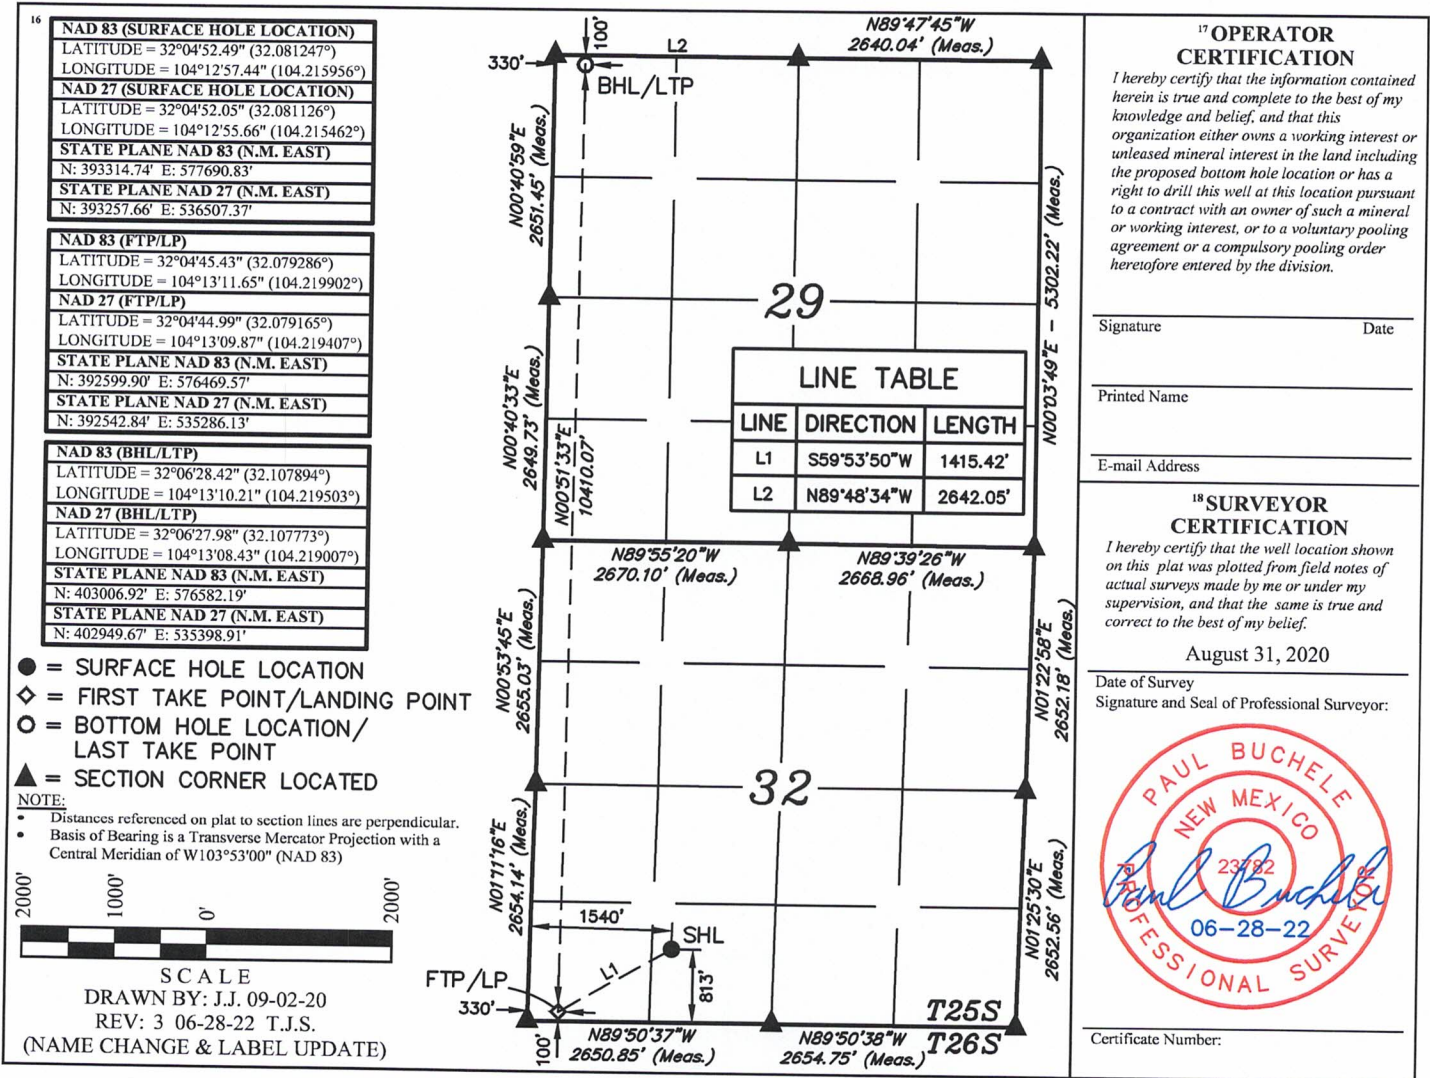 16
NAD 83 (SURFACE HOLE LOCATION)
LATITUDE = 32°04'52.49" (32.081247°)
LONGITUDE = 104°12'57.44" (104.215956°)
NAD 27 (SURFACE HOLE LOCATION)
LATITUDE = 32°04'52.05" (32.081126°)
LONGITUDE = 104°12'55.66" (104.215462°)
STATE PLANE NAD 83 (N.M. EAST)
N: 393314.74' E: 577690.83'
STATE PLANE NAD 27 (N.M. EAST)
N: 393257.66' E: 536507.37'
NAD 83 (FTP/LP)
LATITUDE = 32°04'45.43" (32.079286°)
LONGITUDE = 104°13'11.65" (104.219902°)
NAD 27 (FTP/LP)
LATITUDE = 32°04'44.99" (32.079165°)
LONGITUDE = 104°13'09.87" (104.219407°)
STATE PLANE NAD 83 (N.M. EAST)
N: 392599.90' E: 576469.57'
STATE PLANE NAD 27 (N.M. EAST)
N: 392542.84' E: 535286.13'
NAD 83 (BHL/LTP)
LATITUDE = 32°06'28.42" (32.107894°)
LONGITUDE = 104°13'10.21" (104.219503°)
NAD 27 (BHL/LTP)
LATITUDE = 32°06'27.98" (32.107773°)
LONGITUDE = 104°13'08.43" (104.219007°)
STATE PLANE NAD 83 (N.M. EAST)
N: 403006.92' E: 576582.19'
STATE PLANE NAD 27 (N.M. EAST)
N: 402949.67' E: 535398.91'
= SURFACE HOLE LOCATION
= FIRST TAKE POINT/LANDING POINT
= BOTTOM HOLE LOCATION/
LAST TAKE POINT
= SECTION CORNER LOCATED
NOTE:
• Distances referenced on plat to section lines are perpendicular.
• Basis of Bearing is a Transverse Mercator Projection with a
Central Meridian of W103°53'00" (NAD 83)
2000'
1000'
0'
2000'
SCALE
DRAWN BY: J.J. 09-02-20
REV: 3 06-28-22 T.J.S.
(NAME CHANGE & LABEL UPDATE)
100'
L2
N89°47'45"W
2640.04' (Meas.)
330'
BHL/LTP
N00°40'59"E
2651.45' (Meas.)
29
N00°03'49"E - 5302.22' (Meas.)
LINE TABLE
LINE DIRECTION LENGTH
L1 S59°53'50"W 1415.42'
L2 N89°48'34"W 2642.05'
N00°40'33"E
2649.73' (Meas.)
N00°51'33"E
10410.07'
N89°55'20"W
2670.10' (Meas.)
N89°39'26"W
2668.96' (Meas.)
N00°53'45"E
2655.03' (Meas.)
N01°22'58"E
2652.18' (Meas.)
32
N01°11'16"E
2654.14' (Meas.)
N01°25'30"E
2652.56' (Meas.)
1540'
SHL
L1
813'
FTP/LP
330'
100'
N89°50'37"W
2650.85' (Meas.)
N89°50'38"W
2654.75' (Meas.)
T25S
T26S
17 OPERATOR
CERTIFICATION
I hereby certify that the information contained
herein is true and complete to the best of my
knowledge and belief, and that this
organization either owns a working interest or
unleased mineral interest in the land including
the proposed bottom hole location or has a
right to drill this well at this location pursuant
to a contract with an owner of such a mineral
or working interest, or to a voluntary pooling
agreement or a compulsory pooling order
heretofore entered by the division.
Signature Date
Printed Name
E-mail Address
18 SURVEYOR
CERTIFICATION
I hereby certify that the well location shown
on this plat was plotted from field notes of
actual surveys made by me or under my
supervision, and that the same is true and
correct to the best of my belief.
August 31, 2020
Date of Survey
Signature and Seal of Professional Surveyor:
PAUL BUCHELE
NEW MEXICO
23782
Paul Buchele
06-28-22
PROFESSIONAL SURVEYOR
Certificate Number: